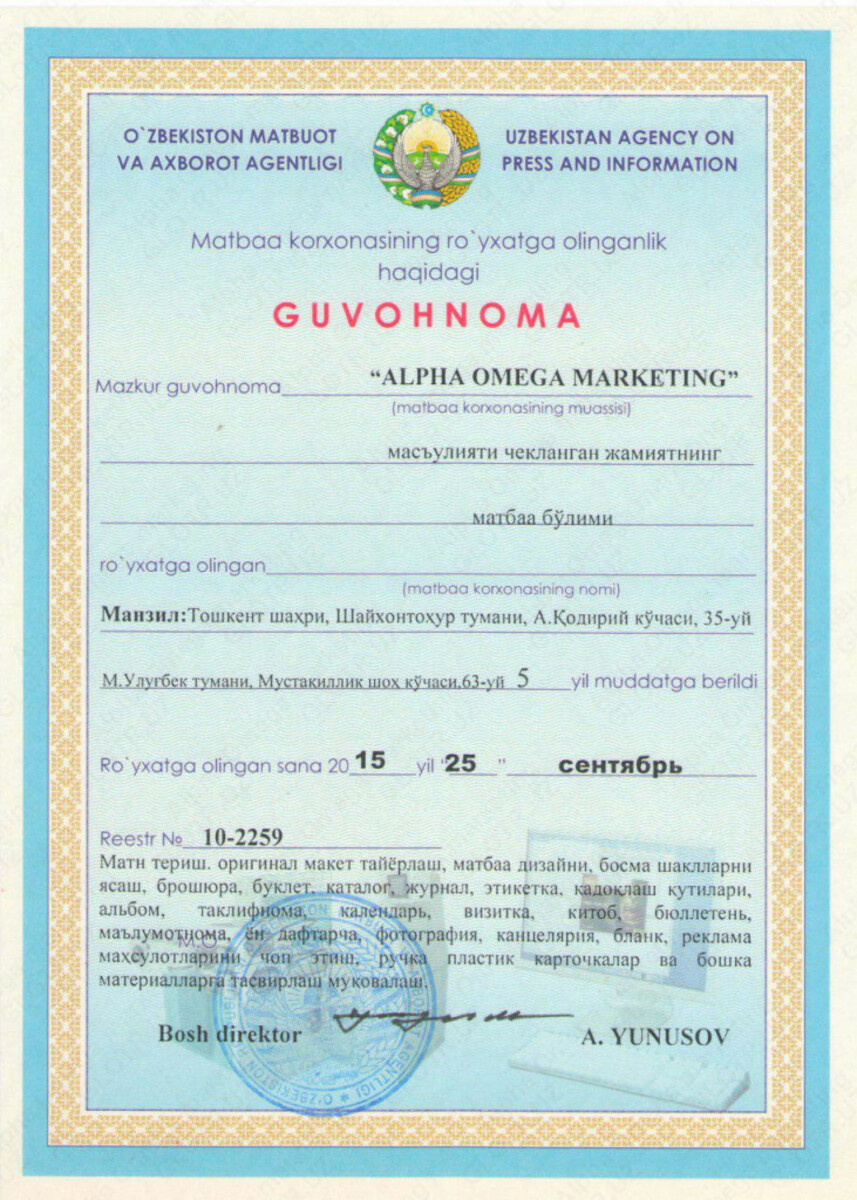 O`ZBEKISTON MATBUOT
VA AXBOROT AGENTLIGI
UZBEKISTAN AGENCY ON
PRESS AND INFORMATION
Matbaa korxonasining ro`yxatga olinganlik
haqidagi
GUVOHNOMA
Mazkur guvohnoma "ALPHA OMEGA MARKETING"
(matbaa korxonasining muassisi)
масъулияти чекланган жамиятнинг
матбаа бўлими
ro`yxatga olingan
(matbaa korxonasining nomi)
Манзил:Тошкент шаҳри, Шайхонтоҳур тумани, А.Қодирий кўчаси, 35-уй
М.Улугбек тумани, Мустакиллик шох кўчаси,63-уй 5 yil muddatga berildi
Ro`yxatga olingan sana 2015 yil "25" сентябрь
Reestr № 10-2259
Матн териш. оригинал макет тайёрлаш, матбаа дизайни, босма шаклларни
ясаш, брошюра, буклет, каталог, журнал, этикетка, кадоклаш қутилари,
альбом, таклифнома, календарь, визитка, китоб, бюллетень,
маълумотнома, ён дафтарча, фотография, канцелярия, бланк, реклама
махсулотларини чоп этиш, ручка пластик карточкалар ва бошка
материалларга тасвирлаш муковалаш.
M.O.
Bosh direktor
A. YUNUSOV